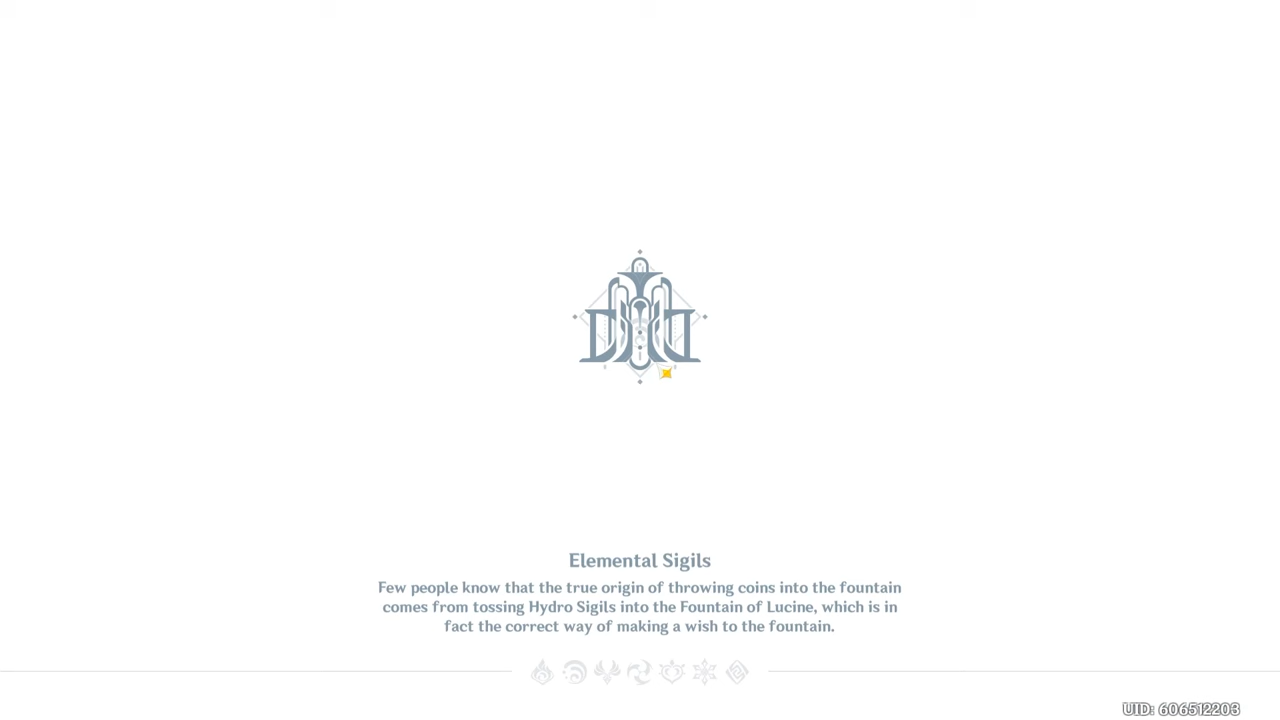 Elemental Sigils
Few people know that the true origin of throwing coins into the fountain
comes from tossing Hydro Sigils into the Fountain of Lucine, which is in
fact the correct way of making a wish to the fountain.
UID: 606512203